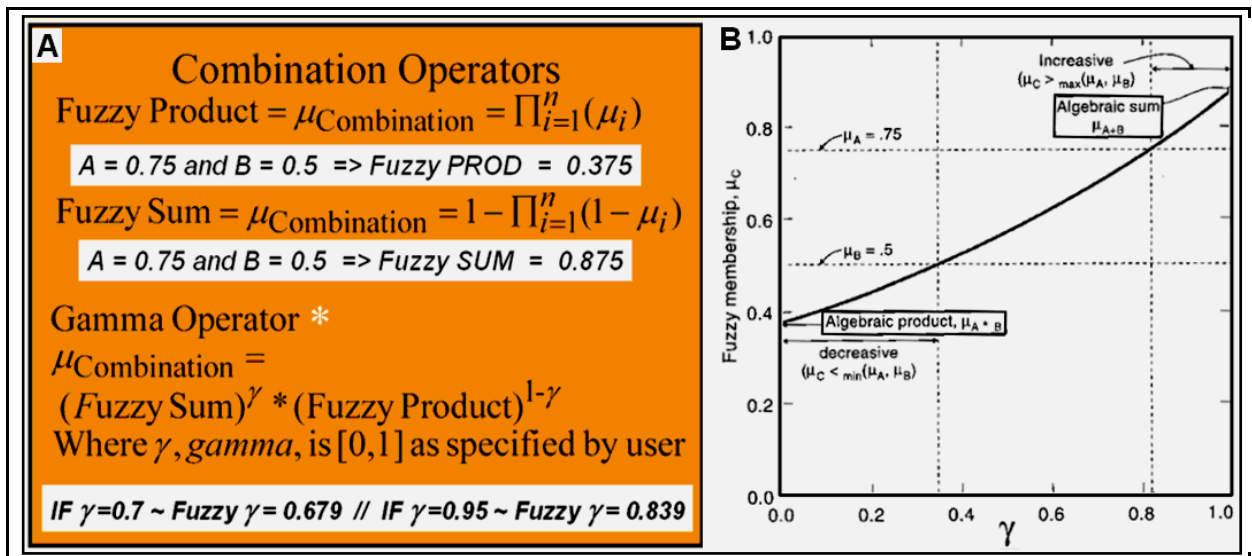 A
Combination Operators
Fuzzy Product = μCombination = ∏ⁿᵢ₌₁(μᵢ)
A = 0.75 and B = 0.5 => Fuzzy PROD = 0.375
Fuzzy Sum = μCombination = 1 − ∏ⁿᵢ₌₁(1 − μᵢ)
A = 0.75 and B = 0.5 => Fuzzy SUM = 0.875
Gamma Operator *
μCombination =
(Fuzzy Sum)^γ * (Fuzzy Product)^1-γ
Where γ, gamma, is [0,1] as specified by user
IF γ=0.7 ~ Fuzzy γ= 0.679 // IF γ=0.95 ~ Fuzzy γ= 0.839
B
1.0
0.8
0.6
0.4
0.2
0.0
Fuzzy membership, μC
Increasive
(μC > max(μA, μB)
Algebraic sum
μA+B
μA = .75
μB = .5
Algebraic product, μA * B
decreasive
(μC < min(μA, μB)
0.0 0.2 0.4 0.6 0.8 1.0
γ